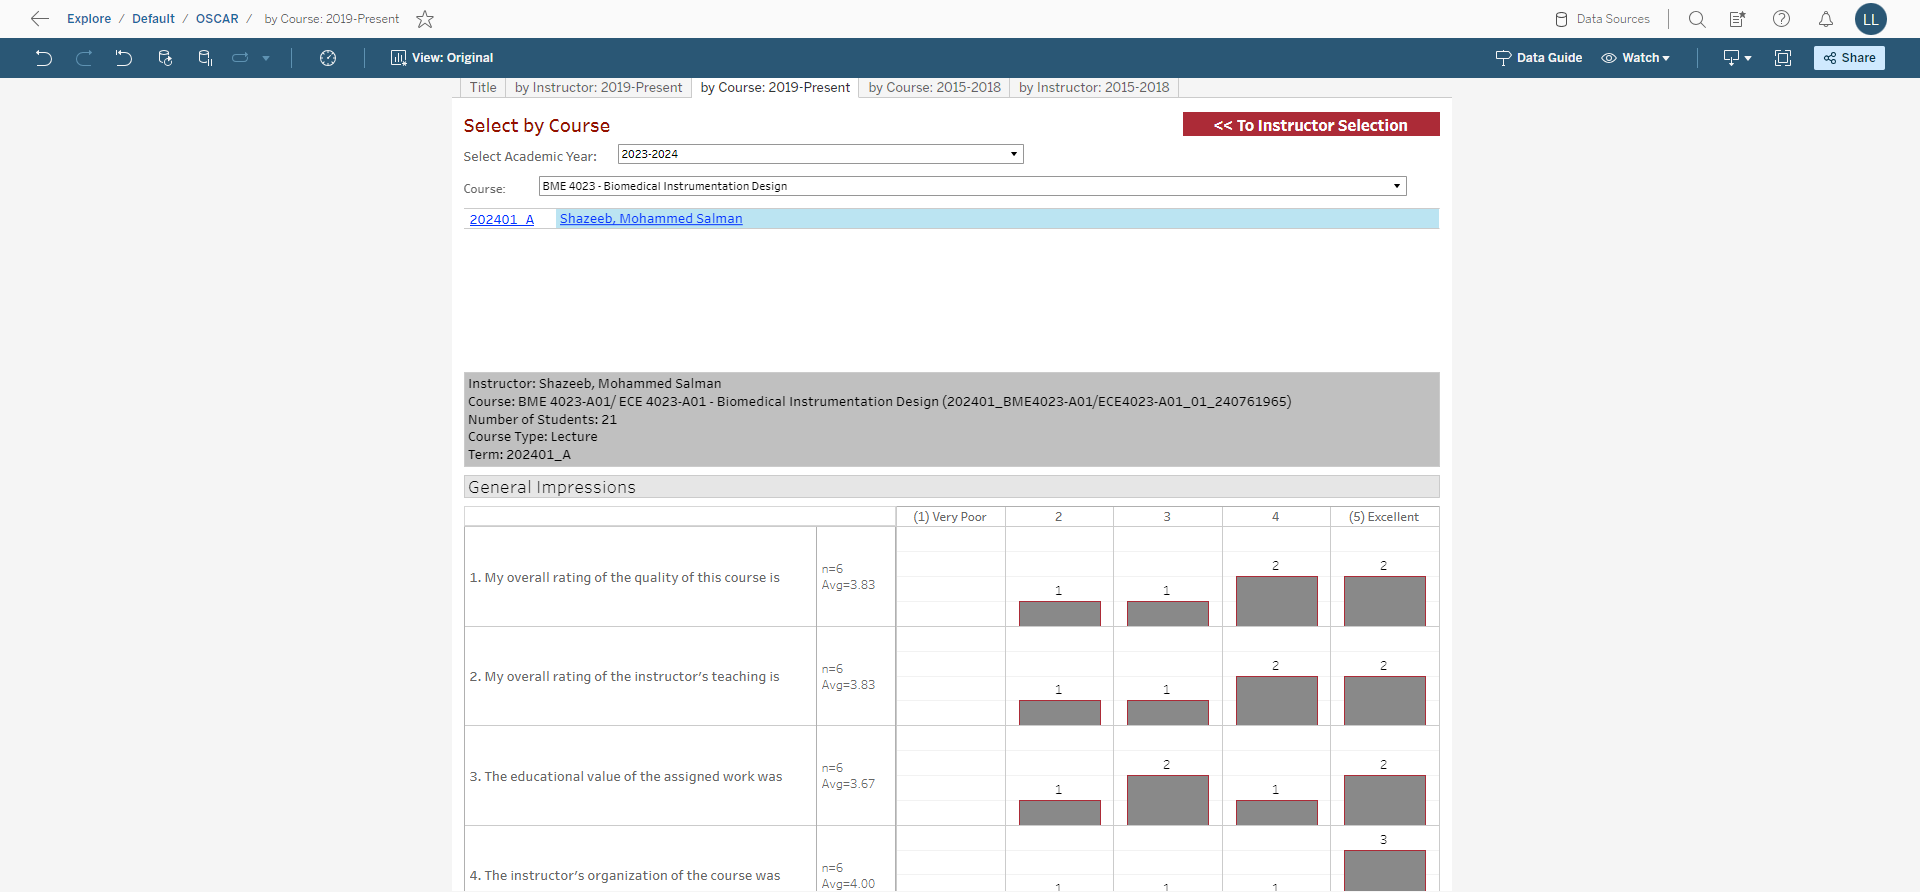 Explore / Default / OSCAR / by Course: 2019-Present
Data Sources
LL
View: Original
Data Guide
Watch
Share
Title
by Instructor: 2019-Present
by Course: 2019-Present
by Course: 2015-2018
by Instructor: 2015-2018
Select by Course
<< To Instructor Selection
Select Academic Year:
2023-2024
Course:
BME 4023 - Biomedical Instrumentation Design
202401_A
Shazeeb, Mohammed Salman
Instructor: Shazeeb, Mohammed Salman
Course: BME 4023-A01/ ECE 4023-A01 - Biomedical Instrumentation Design (202401_BME4023-A01/ECE4023-A01_01_240761965)
Number of Students: 21
Course Type: Lecture
Term: 202401_A
General Impressions
(1) Very Poor 2 3 4 (5) Excellent
1. My overall rating of the quality of this course is
n=6
Avg=3.83
1 1 2 2
2. My overall rating of the instructor's teaching is
n=6
Avg=3.83
1 1 2 2
3. The educational value of the assigned work was
n=6
Avg=3.67
1 2 1 2
4. The instructor's organization of the course was
n=6
Avg=4.00
1 1 1 3